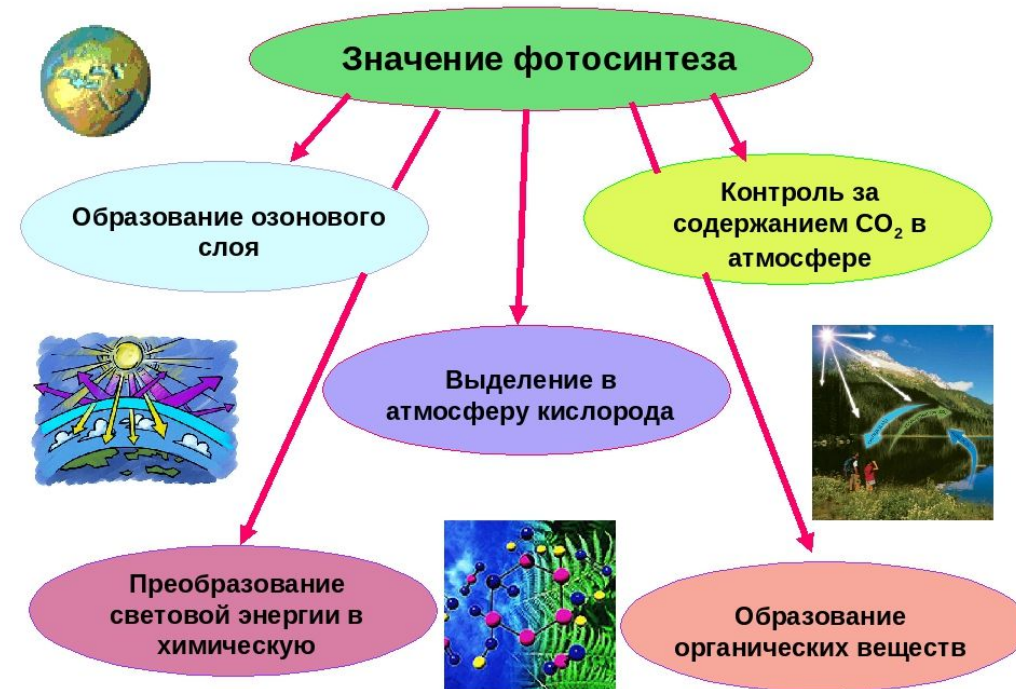 Значение фотосинтеза
Образование озонового
слоя
Контроль за
содержанием CO₂ в
атмосфере
Выделение в
атмосферу кислорода
Преобразование
световой энергии в
химическую
Образование
органических веществ